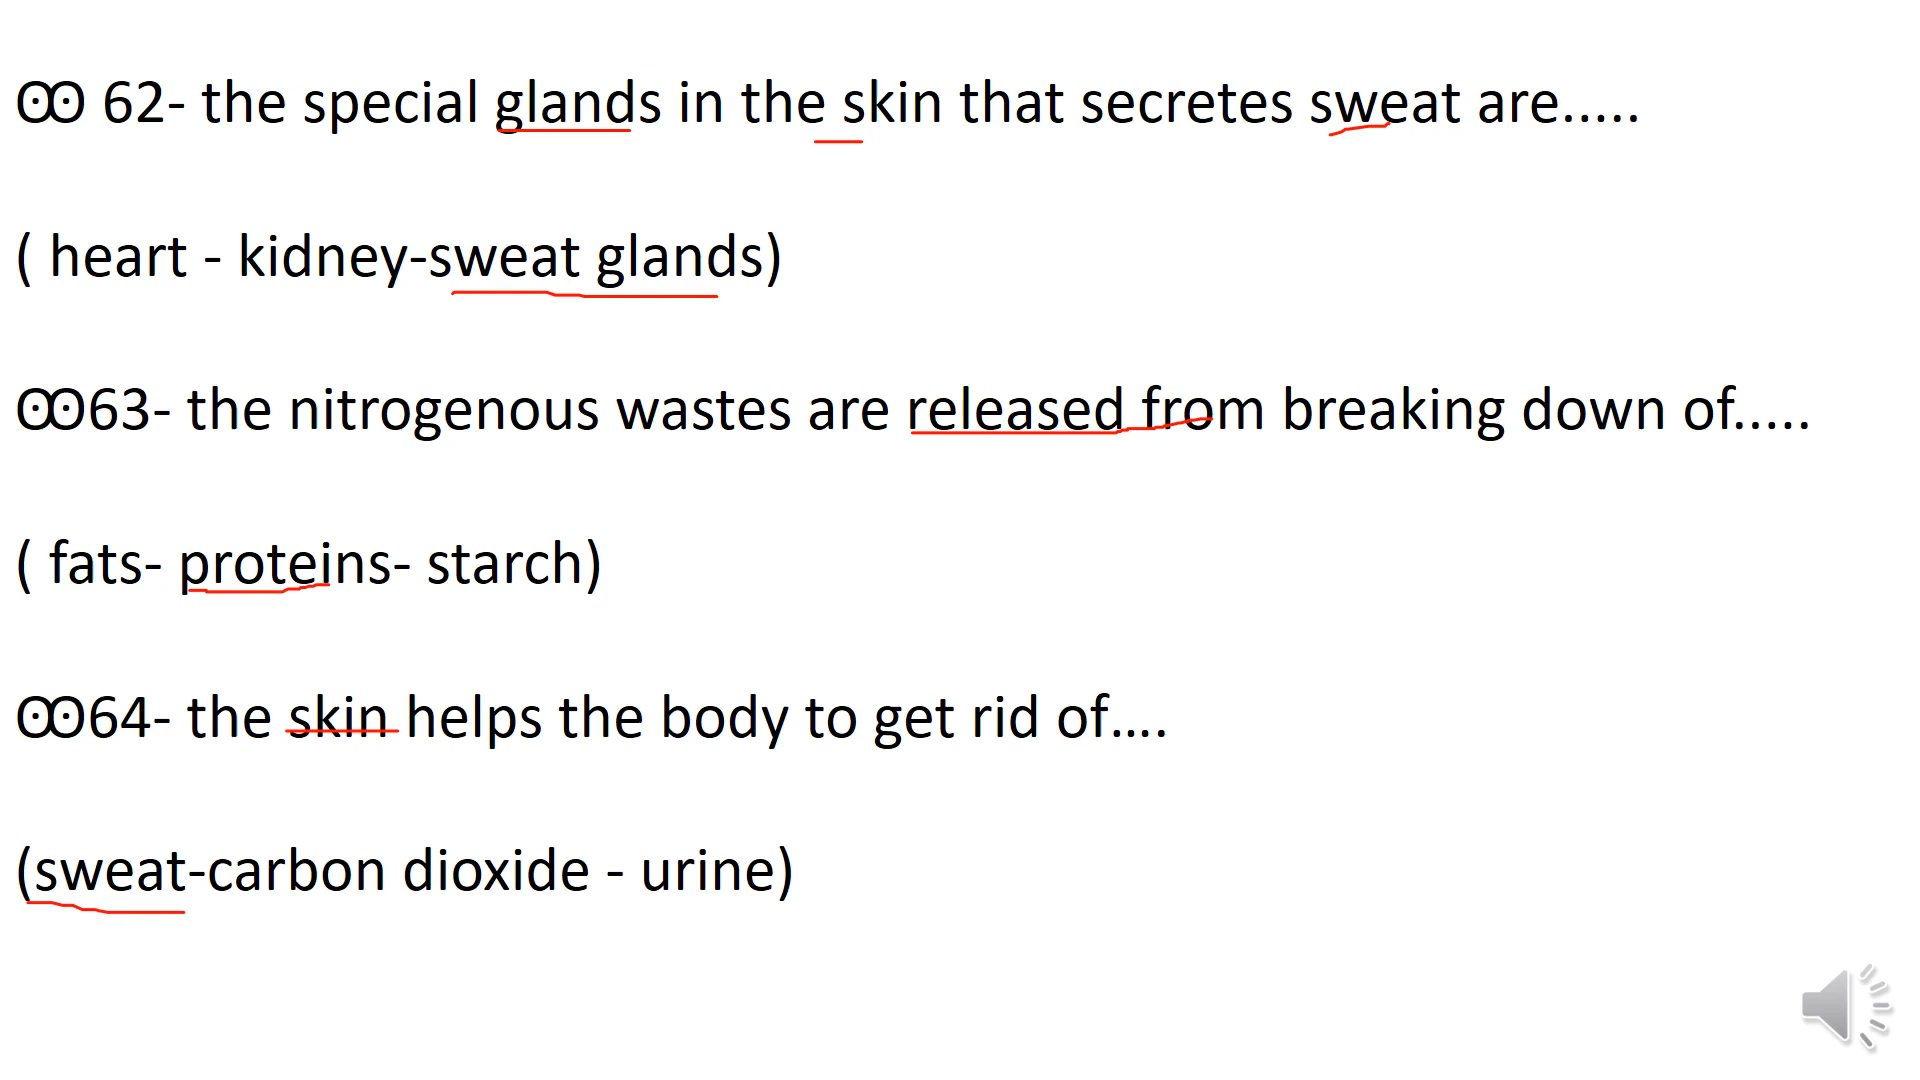 ꙭ 62- the special glands in the skin that secretes sweat are.....
( heart - kidney-sweat glands)
ꙭ63- the nitrogenous wastes are released from breaking down of.....
( fats- proteins- starch)
ꙭ64- the skin helps the body to get rid of....
(sweat-carbon dioxide - urine)